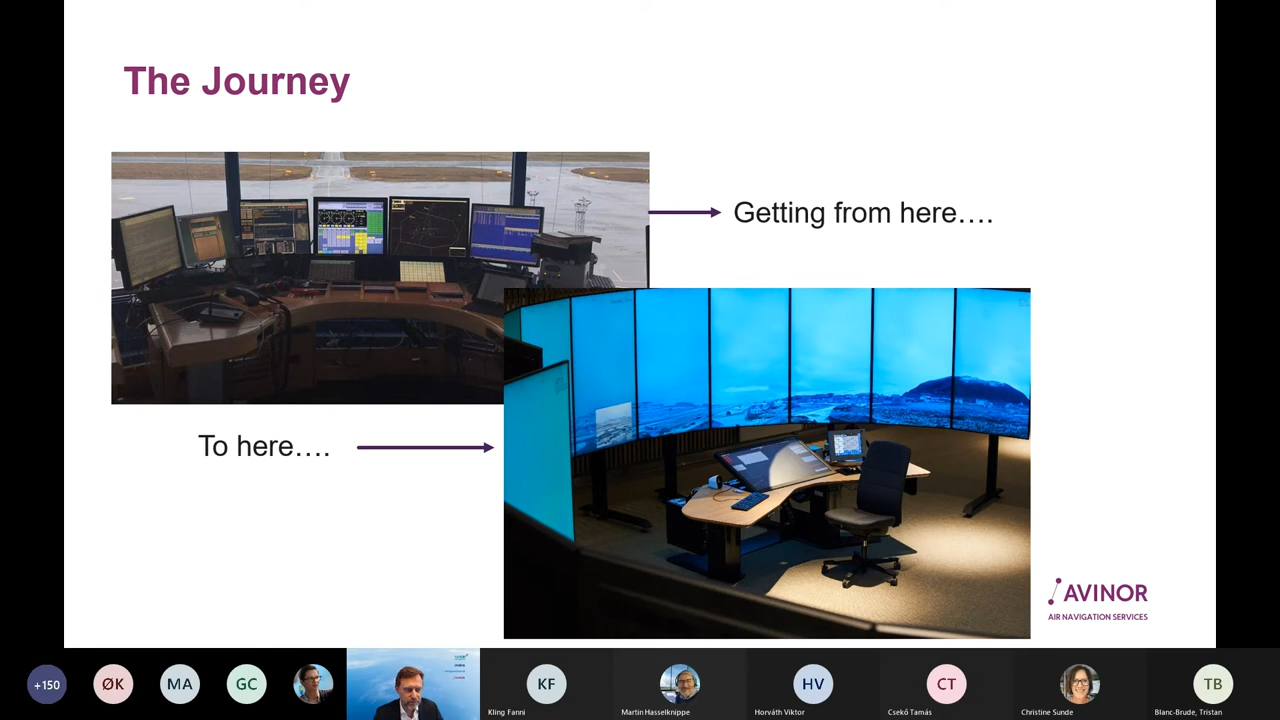 The Journey
Getting from here....
To here....
AVINOR
AIR NAVIGATION SERVICES
+150
ØK
MA
GC
KF
HV
CT
TB
Kling Fanni
Martin Hasselknippe
Horváth Viktor
Csekő Tamás
Christine Sunde
Blanc-Brude, Tristan